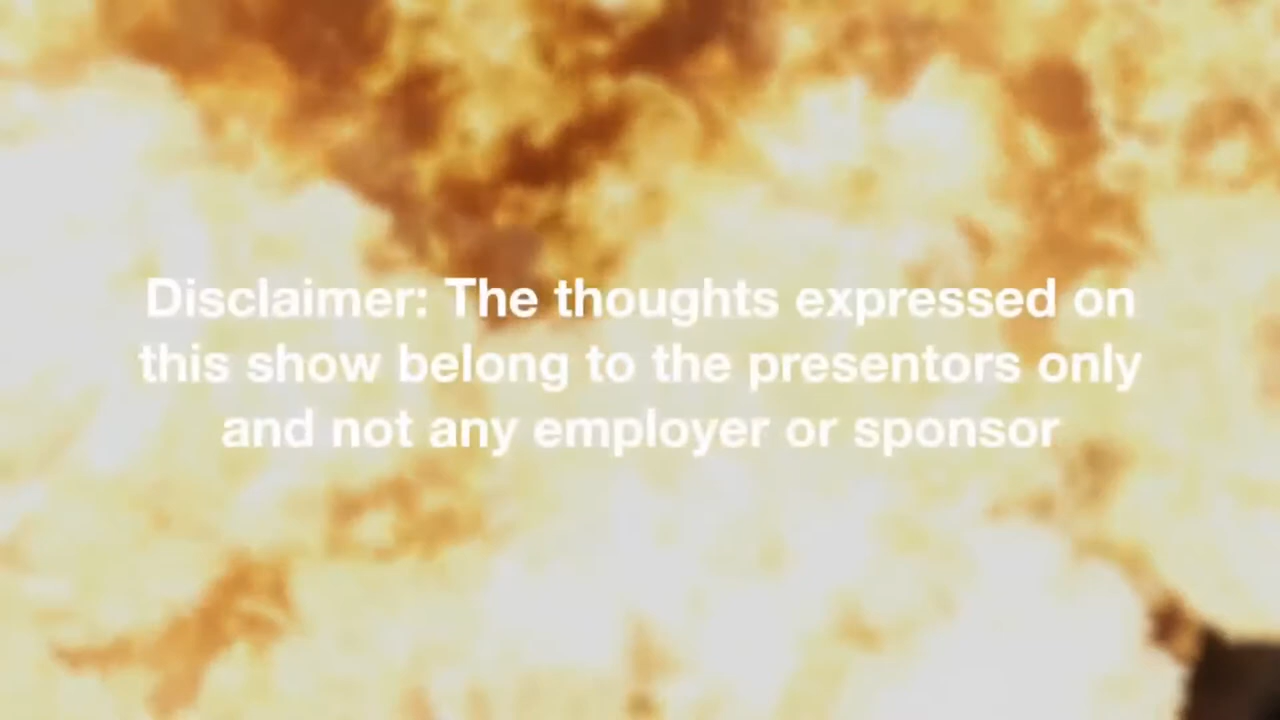 Disclaimer: The thoughts expressed on
this show belong to the presentors only
and not any employer or sponsor